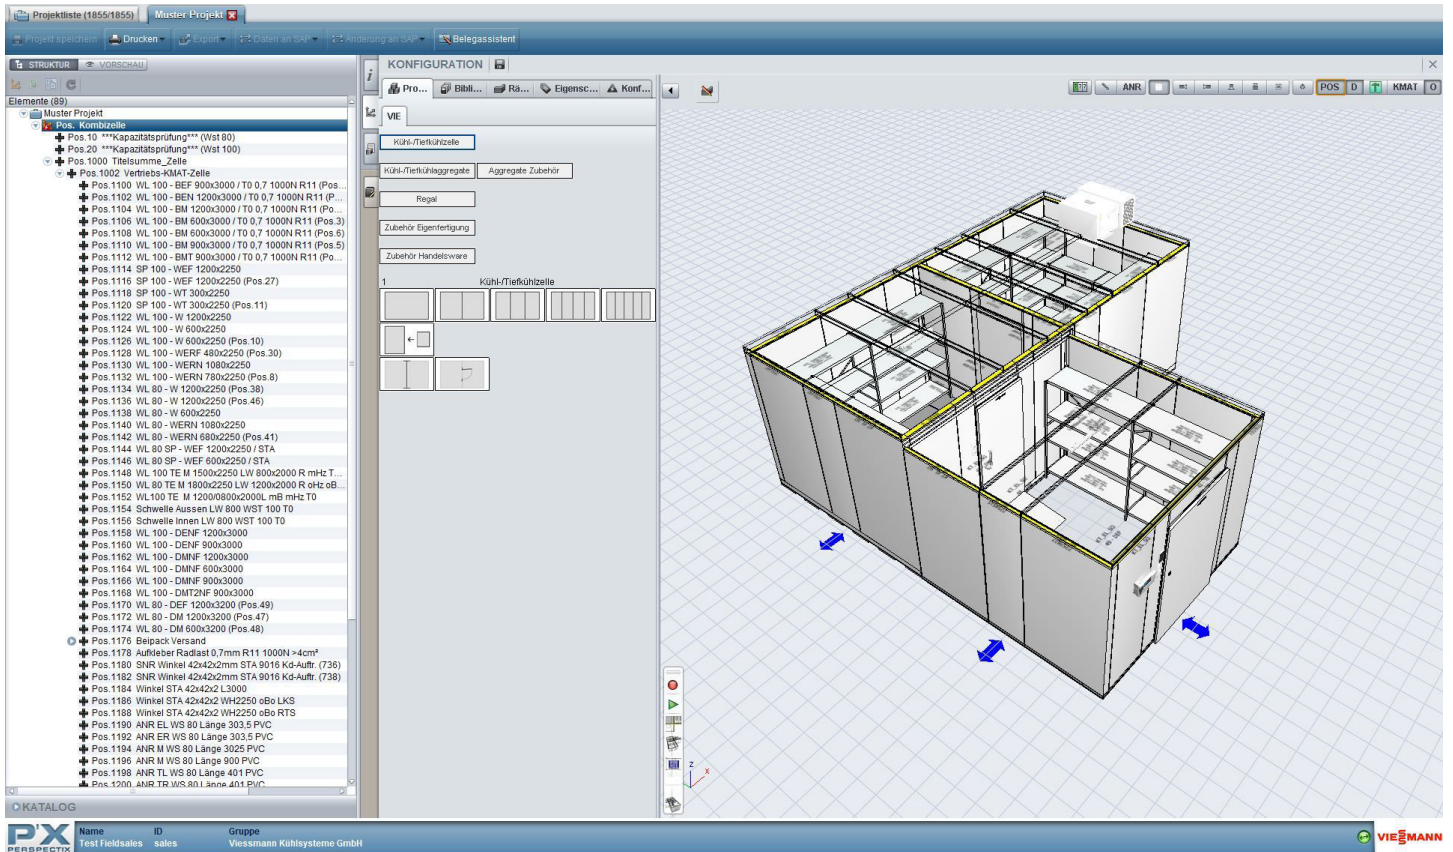 Projektliste (1855/1855)
Muster Projekt
Projekt speichern
Drucken
Export
Daten an SAP
Änderung an SAP
Belegassistent
STRUKTUR
VORSCHAU
Elemente (89)
Muster Projekt
Pos. Kombizelle
Pos.10 ***Kapazitätsprüfung*** (Wst 80)
Pos.20 ***Kapazitätsprüfung*** (Wst 100)
Pos.1000 Titelsumme_Zelle
Pos.1002 Vertriebs-KMAT-Zelle
Pos.1100 WL 100 - BEF 900x3000 / T0 0,7 1000N R11 (Pos...
Pos.1102 WL 100 - BEN 1200x3000 / T0 0,7 1000N R11 (P...
Pos.1104 WL 100 - BM 1200x3000 / T0 0,7 1000N R11 (Po...
Pos.1106 WL 100 - BM 600x3000 / T0 0,7 1000N R11 (Pos.3)
Pos.1108 WL 100 - BM 600x3000 / T0 0,7 1000N R11 (Pos.6)
Pos.1110 WL 100 - BM 900x3000 / T0 0,7 1000N R11 (Pos.5)
Pos.1112 WL 100 - BMT 900x3000 / T0 0,7 1000N R11 (Po...
Pos.1114 SP 100 - WEF 1200x2250
Pos.1116 SP 100 - WEF 1200x2250 (Pos.27)
Pos.1118 SP 100 - WT 300x2250
Pos.1120 SP 100 - WT 300x2250 (Pos.11)
Pos.1122 WL 100 - W 1200x2250
Pos.1124 WL 100 - W 600x2250
Pos.1126 WL 100 - W 600x2250 (Pos.10)
Pos.1128 WL 100 - WERF 480x2250 (Pos.30)
Pos.1130 WL 100 - WERN 1080x2250
Pos.1132 WL 100 - WERN 780x2250 (Pos.8)
Pos.1134 WL 80 - W 1200x2250 (Pos.38)
Pos.1136 WL 80 - W 1200x2250 (Pos.46)
Pos.1138 WL 80 - W 600x2250
Pos.1140 WL 80 - WERN 1080x2250
Pos.1142 WL 80 - WERN 680x2250 (Pos.41)
Pos.1144 WL 80 SP - WEF 1200x2250 / STA
Pos.1146 WL 80 SP - WEF 600x2250 / STA
Pos.1148 WL 100 TE M 1500x2250 LW 800x2000 R mHz T...
Pos.1150 WL 80 TE M 1800x2250 LW 1200x2000 R oHz oB...
Pos.1152 WL100 TE M 1200/0800x2000L mB mHz T0
Pos.1154 Schwelle Aussen LW 800 WST 100 T0
Pos.1156 Schwelle Innen LW 800 WST 100 T0
Pos.1158 WL 100 - DENF 1200x3000
Pos.1160 WL 100 - DENF 900x3000
Pos.1162 WL 100 - DMNF 1200x3000
Pos.1164 WL 100 - DMNF 600x3000
Pos.1166 WL 100 - DMNF 900x3000
Pos.1168 WL 100 - DMT2NF 900x3000
Pos.1170 WL 80 - DEF 1200x3200 (Pos.49)
Pos.1172 WL 80 - DM 1200x3200 (Pos.47)
Pos.1174 WL 80 - DM 600x3200 (Pos.48)
Pos.1176 Beipack Versand
Pos.1178 Aufkleber Radlast 0,7mm R11 1000N >4cm²
Pos.1180 SNR Winkel 42x42x2mm STA 9016 Kd-Auftr. (736)
Pos.1182 SNR Winkel 42x42x2mm STA 9016 Kd-Auftr. (738)
Pos.1184 Winkel STA 42x42x2 L3000
Pos.1186 Winkel STA 42x42x2 WH2250 oBo LKS
Pos.1188 Winkel STA 42x42x2 WH2250 oBo RTS
Pos.1190 ANR EL WS 80 Länge 303,5 PVC
Pos.1192 ANR ER WS 80 Länge 303,5 PVC
Pos.1194 ANR M WS 80 Länge 3025 PVC
Pos.1196 ANR M WS 80 Länge 900 PVC
Pos.1198 ANR TL WS 80 Länge 401 PVC
Pos.1200 ANR TR WS 80 Länge 401 PVC
KATALOG
KONFIGURATION
Pro...
Bibli...
Rä...
Eigensc...
Konf...
VIE
Kühl-/Tiefkühlzelle
Kühl-/Tiefkühlaggregate
Aggregate Zubehör
Regal
Zubehör Eigenfertigung
Zubehör Handelsware
1
Kühl-/Tiefkühlzelle
ANR
POS
D
KMAT
O
z
x
P'X
PERSPECTIX
Name
ID
Gruppe
Test Fieldsales
sales
Viessmann Kühlsysteme GmbH
VIESMANN